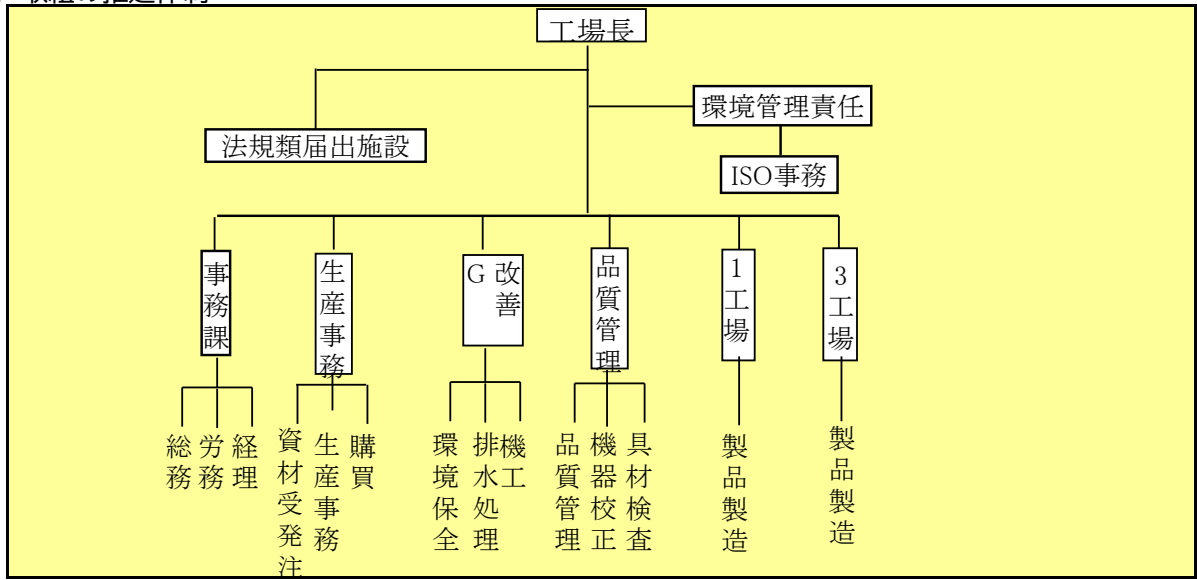 工場長
環境管理責任
法規類届出施設
ISO事務
事務課
生産事務
改善
G
品質管理
1工場
3工場
総務
労務
経理
資材受発注
生産事務
購買
環境保全
排水処理
機工
品質管理
機器校正
具材検査
製品製造
製品製造